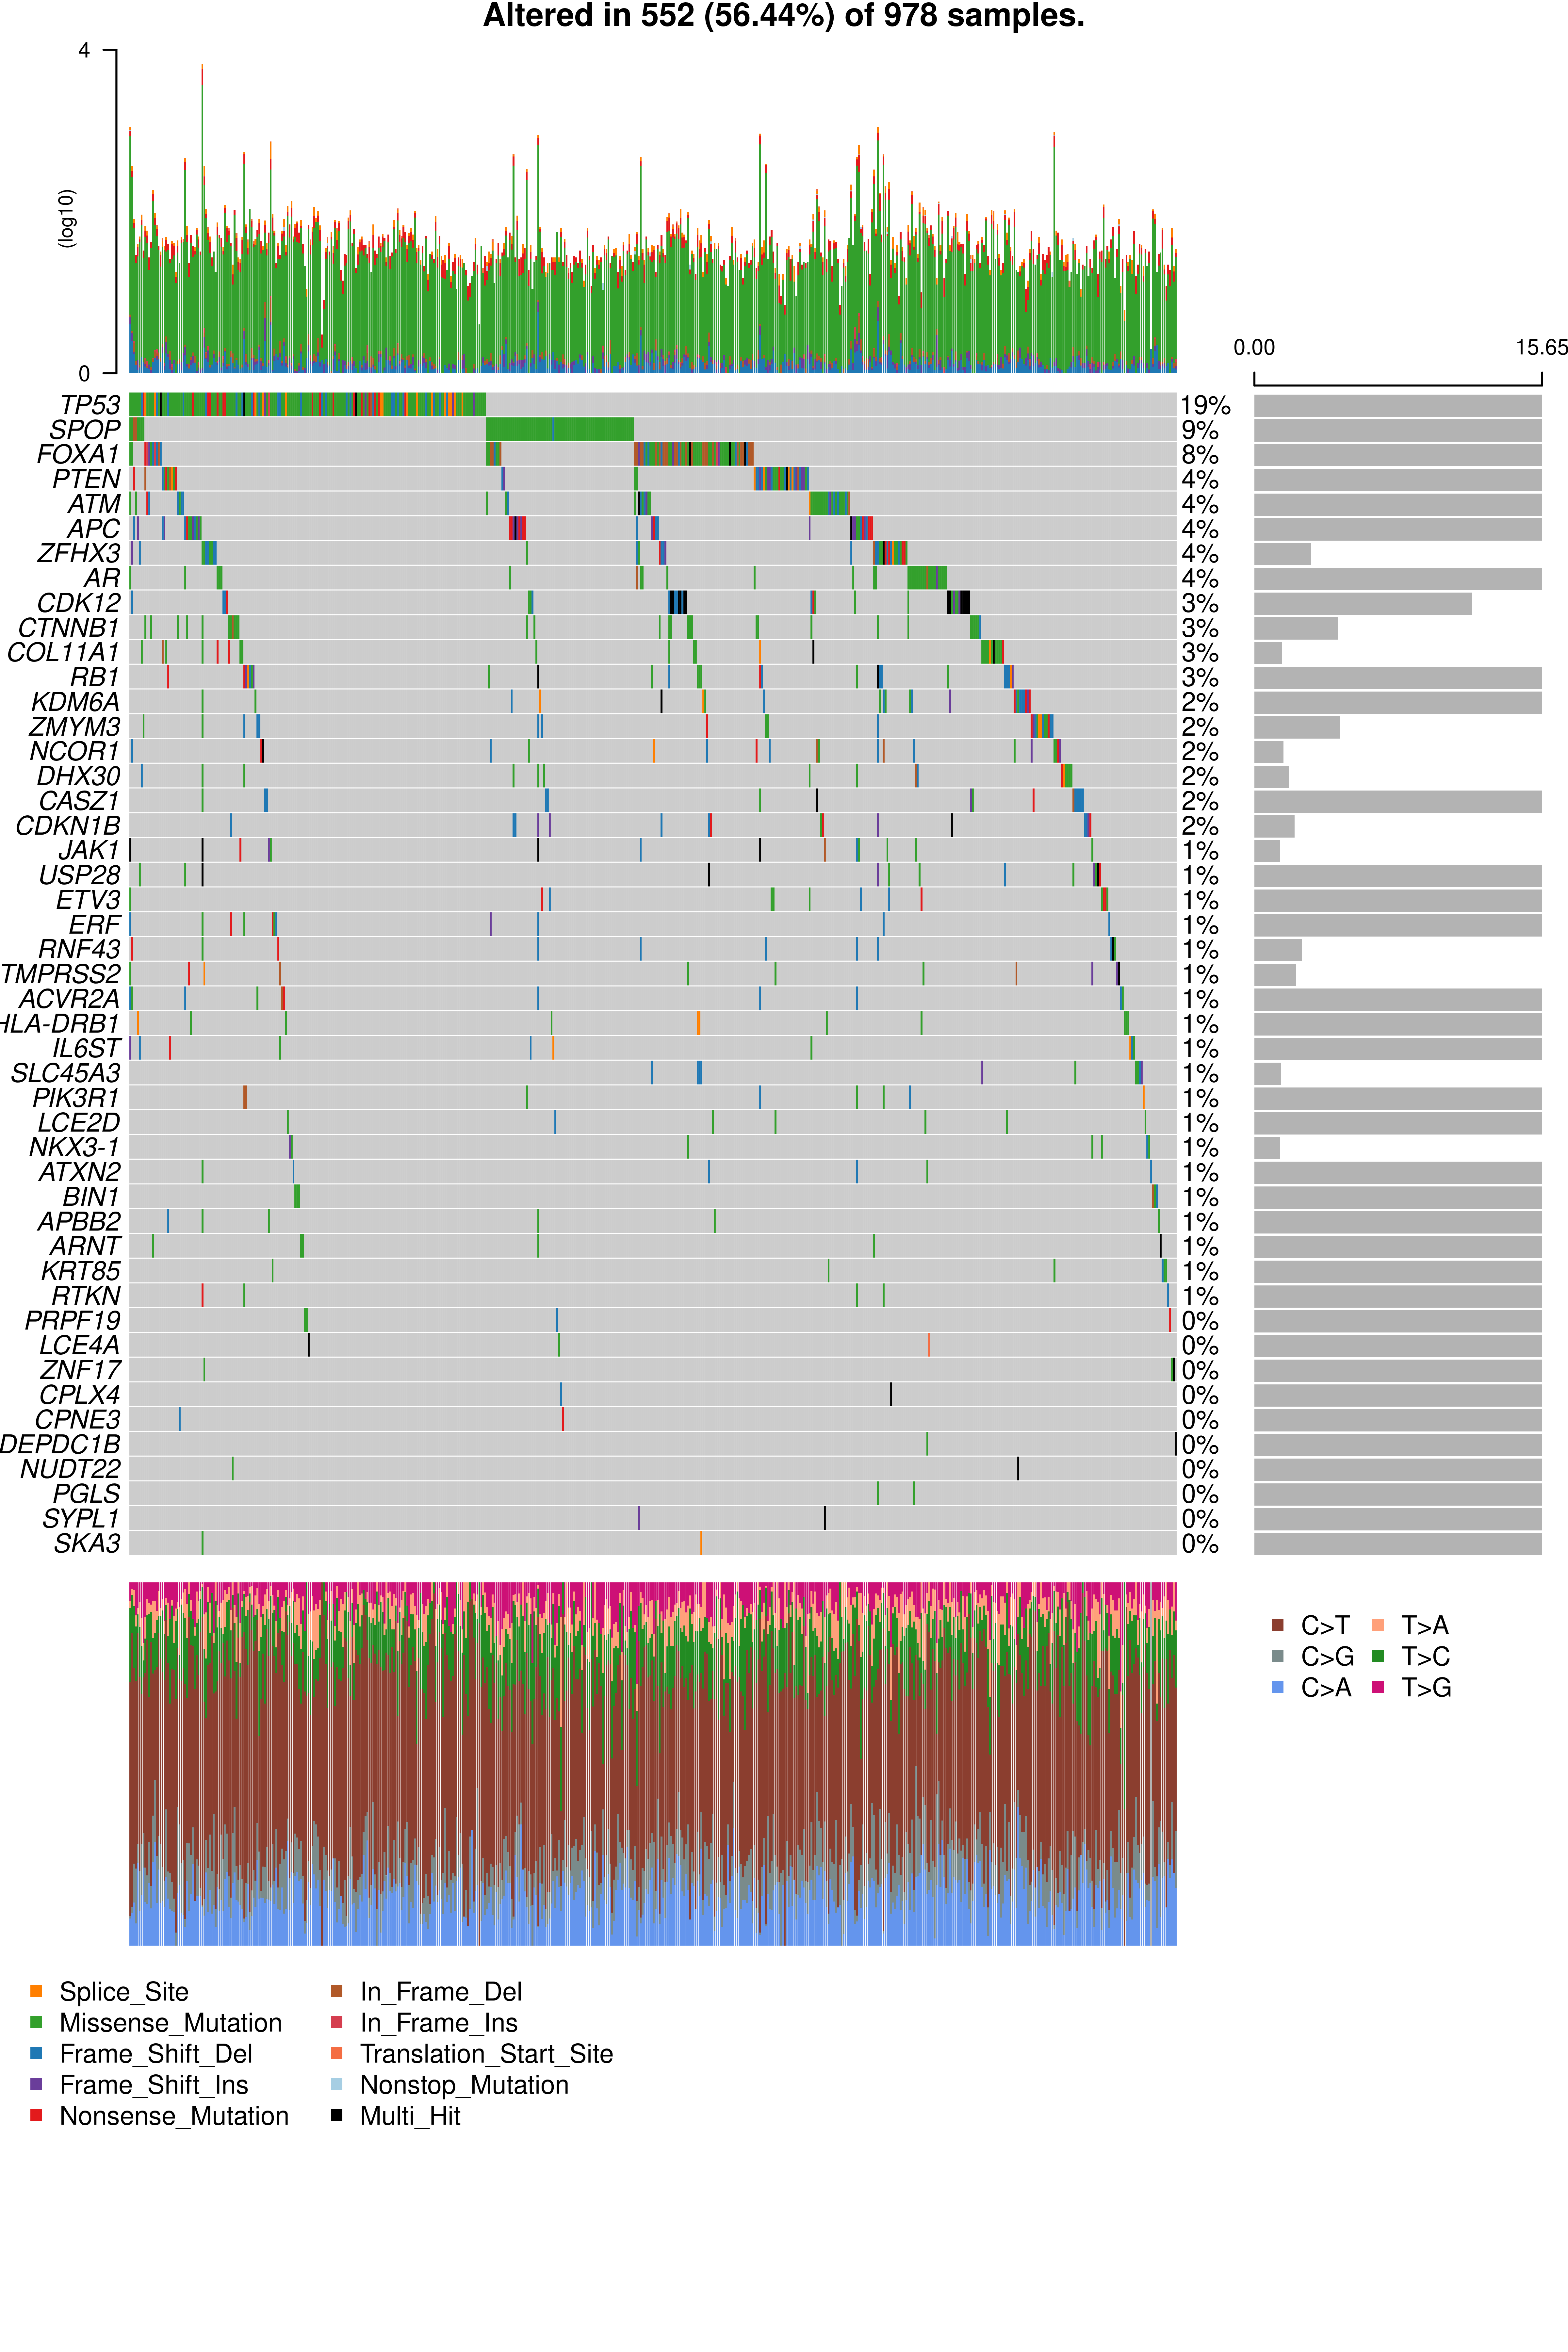 Altered in 552 (56.44%) of 978 samples.
4
(log10)
0
0.00 15.65
TP53 19%
SPOP 9%
FOXA1 8%
PTEN 4%
ATM 4%
APC 4%
ZFHX3 4%
AR 4%
CDK12 3%
CTNNB1 3%
COL11A1 3%
RB1 3%
KDM6A 2%
ZMYM3 2%
NCOR1 2%
DHX30 2%
CASZ1 2%
CDKN1B 2%
JAK1 1%
USP28 1%
ETV3 1%
ERF 1%
RNF43 1%
TMPRSS2 1%
ACVR2A 1%
HLA-DRB1 1%
IL6ST 1%
SLC45A3 1%
PIK3R1 1%
LCE2D 1%
NKX3-1 1%
ATXN2 1%
BIN1 1%
APBB2 1%
ARNT 1%
KRT85 1%
RTKN 1%
PRPF19 0%
LCE4A 0%
ZNF17 0%
CPLX4 0%
CPNE3 0%
DEPDC1B 0%
NUDT22 0%
PGLS 0%
SYPL1 0%
SKA3 0%
C>T T>A
C>G T>C
C>A T>G
Splice_Site In_Frame_Del
Missense_Mutation In_Frame_Ins
Frame_Shift_Del Translation_Start_Site
Frame_Shift_Ins Nonstop_Mutation
Nonsense_Mutation Multi_Hit